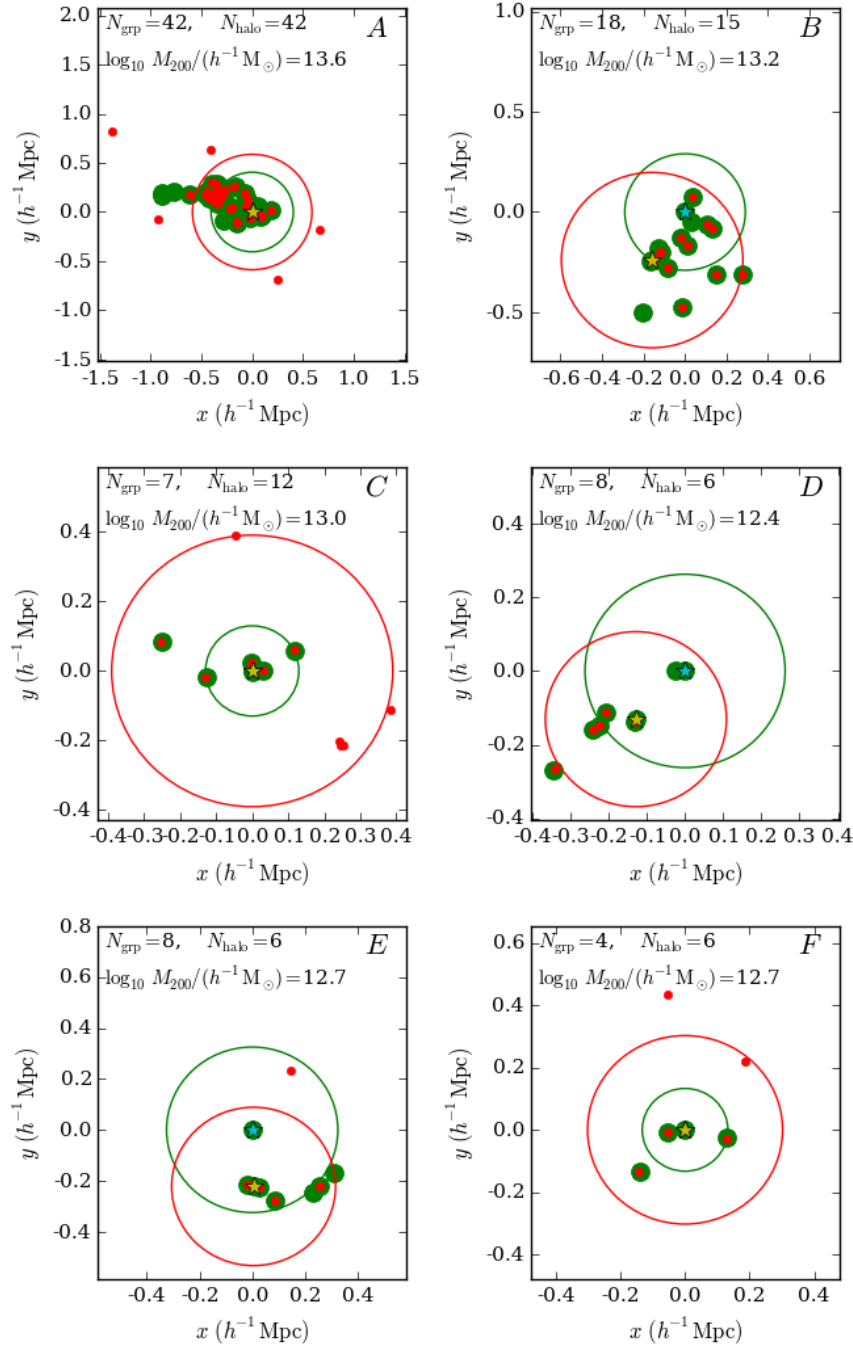 N_grp=42, N_halo=42 A
log10 M200/(h⁻¹ M⊙)=13.6
2.0
1.5
1.0
0.5
0.0
-0.5
-1.0
-1.5
y (h⁻¹ Mpc)
-1.5 -1.0 -0.5 0.0 0.5 1.0 1.5
x (h⁻¹ Mpc)
N_grp=18, N_halo=15 B
log10 M200/(h⁻¹ M⊙)=13.2
1.0
0.5
0.0
-0.5
y (h⁻¹ Mpc)
-0.6 -0.4 -0.2 0.0 0.2 0.4 0.6
x (h⁻¹ Mpc)
N_grp=7, N_halo=12 C
log10 M200/(h⁻¹ M⊙)=13.0
0.4
0.2
0.0
-0.2
-0.4
y (h⁻¹ Mpc)
-0.4 -0.3 -0.2 -0.1 0.0 0.1 0.2 0.3 0.4
x (h⁻¹ Mpc)
N_grp=8, N_halo=6 D
log10 M200/(h⁻¹ M⊙)=12.4
0.4
0.2
0.0
-0.2
-0.4
y (h⁻¹ Mpc)
-0.4 -0.3 -0.2 -0.1 0.0 0.1 0.2 0.3 0.4
x (h⁻¹ Mpc)
N_grp=8, N_halo=6 E
log10 M200/(h⁻¹ M⊙)=12.7
0.8
0.6
0.4
0.2
0.0
-0.2
-0.4
y (h⁻¹ Mpc)
-0.4 -0.2 0.0 0.2 0.4
x (h⁻¹ Mpc)
N_grp=4, N_halo=6 F
log10 M200/(h⁻¹ M⊙)=12.7
0.6
0.4
0.2
0.0
-0.2
-0.4
y (h⁻¹ Mpc)
-0.4 -0.2 0.0 0.2 0.4
x (h⁻¹ Mpc)